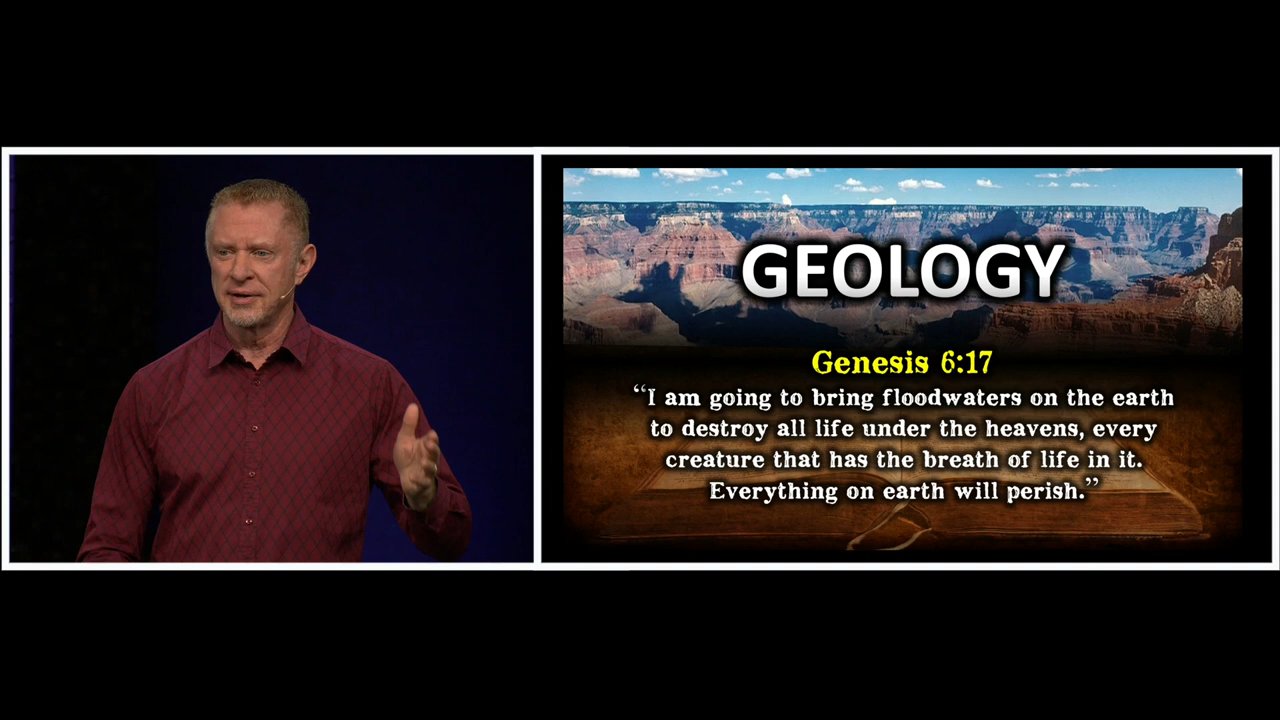 GEOLOGY
Genesis 6:17
“I am going to bring floodwaters on the earth
to destroy all life under the heavens, every
creature that has the breath of life in it.
Everything on earth will perish.”